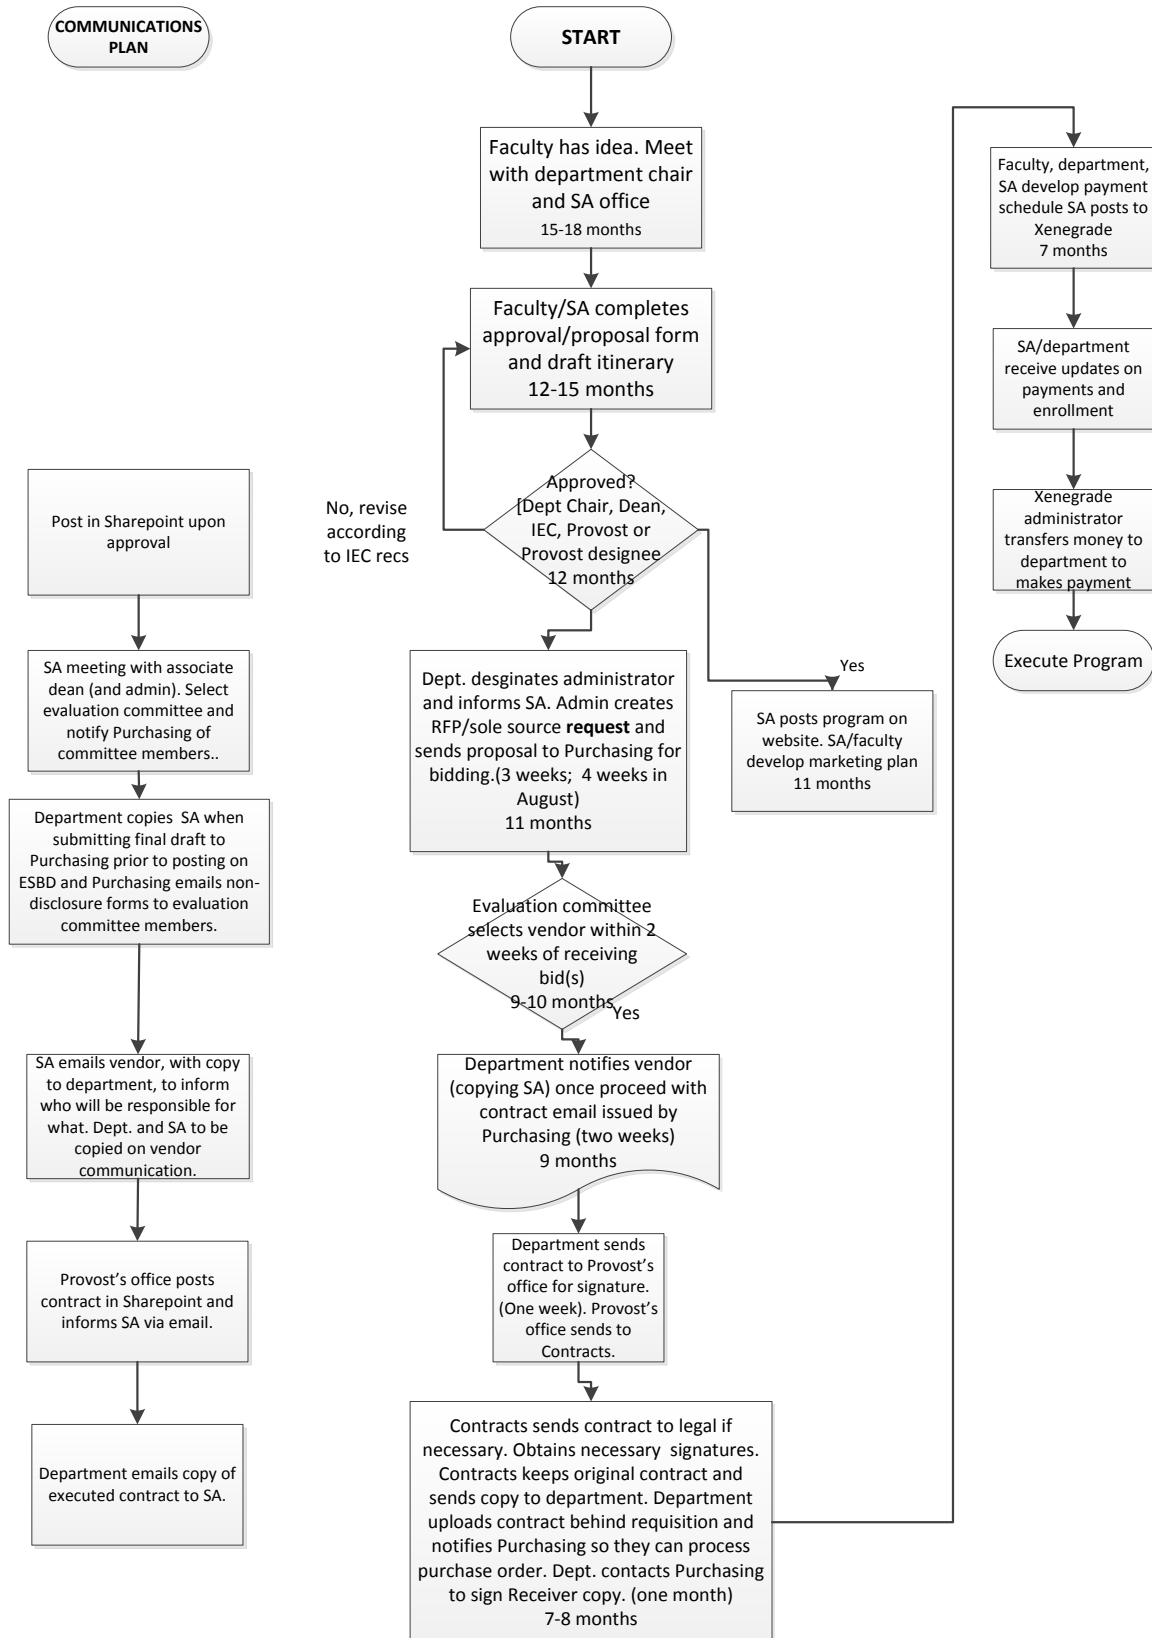 COMMUNICATIONS
PLAN
Post in Sharepoint upon
approval
SA meeting with associate
dean (and admin). Select
evaluation committee and
notify Purchasing of
committee members..
Department copies  SA when
submitting final draft to
Purchasing prior to posting on
ESBD and Purchasing emails non-
disclosure forms to evaluation
committee members.
SA emails vendor, with copy
to department, to inform
who will be responsible for
what. Dept. and SA to be
copied on vendor
communication.
Provost's office posts
contract in Sharepoint and
informs SA via email.
Department emails copy of
executed contract to SA.
START
Faculty has idea. Meet
with department chair
and SA office
15-18 months
Faculty/SA completes
approval/proposal form
and draft itinerary
12-15 months
Approved?
[Dept Chair, Dean,
IEC, Provost or
Provost designee
12 months
No, revise
according
to IEC recs
Yes
SA posts program on
website. SA/faculty
develop marketing plan
11 months
Dept. desginates administrator
and informs SA. Admin creates
RFP/sole source request and
sends proposal to Purchasing for
bidding.(3 weeks;  4 weeks in
August)
11 months
Evaluation committee
selects vendor within 2
weeks of receiving
bid(s)
9-10 months
Yes
Department notifies vendor
(copying SA) once proceed with
contract email issued by
Purchasing (two weeks)
9 months
Department sends
contract to Provost's
office for signature.
(One week). Provost's
office sends to
Contracts.
Contracts sends contract to legal if
necessary. Obtains necessary  signatures.
Contracts keeps original contract and
sends copy to department. Department
uploads contract behind requisition and
notifies Purchasing so they can process
purchase order. Dept. contacts Purchasing
to sign Receiver copy. (one month)
7-8 months
Faculty, department,
SA develop payment
schedule SA posts to
Xenegrade
7 months
SA/department
receive updates on
payments and
enrollment
Xenegrade
administrator
transfers money to
department to
makes payment
Execute Program